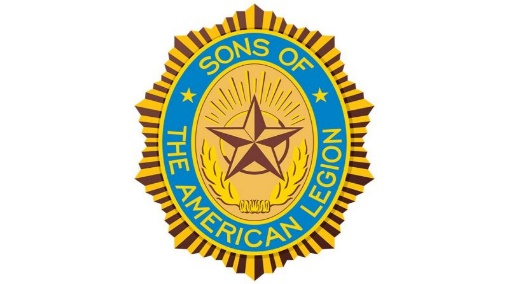 SONS OF
THE AMERICAN LEGION